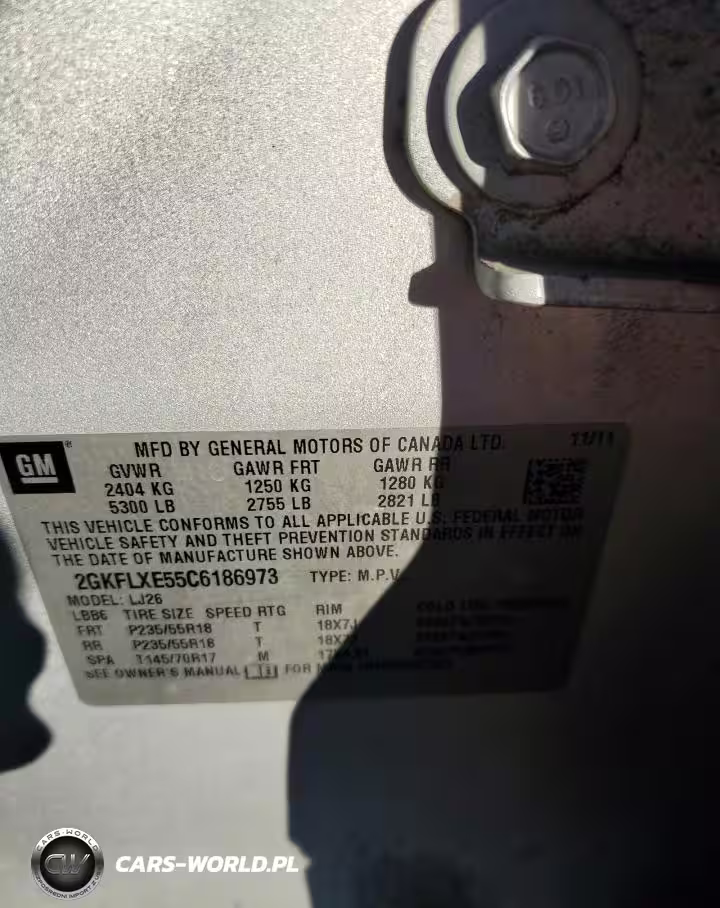 GM
®
MFD BY GENERAL MOTORS OF CANADA LTD. 11/11
GVWR GAWR FRT GAWR RR
2404 KG 1250 KG 1280 KG
5300 LB 2755 LB 2821 LB
THIS VEHICLE CONFORMS TO ALL APPLICABLE U.S. FEDERAL MOTOR
VEHICLE SAFETY AND THEFT PREVENTION STANDARDS IN EFFECT ON
THE DATE OF MANUFACTURE SHOWN ABOVE.
2GKFLXE55C6186973 TYPE: M.P.V.
MODEL: LJ26
TIRE SIZE SPEED RTG RIM
FRT P235/55R18 T 18X7J
RR P235/55R18 T 18X7J
SPA T145/70R17 M
SEE OWNER'S MANUAL FOR
CARS-WORLD
CW
CARS-WORLD.PL